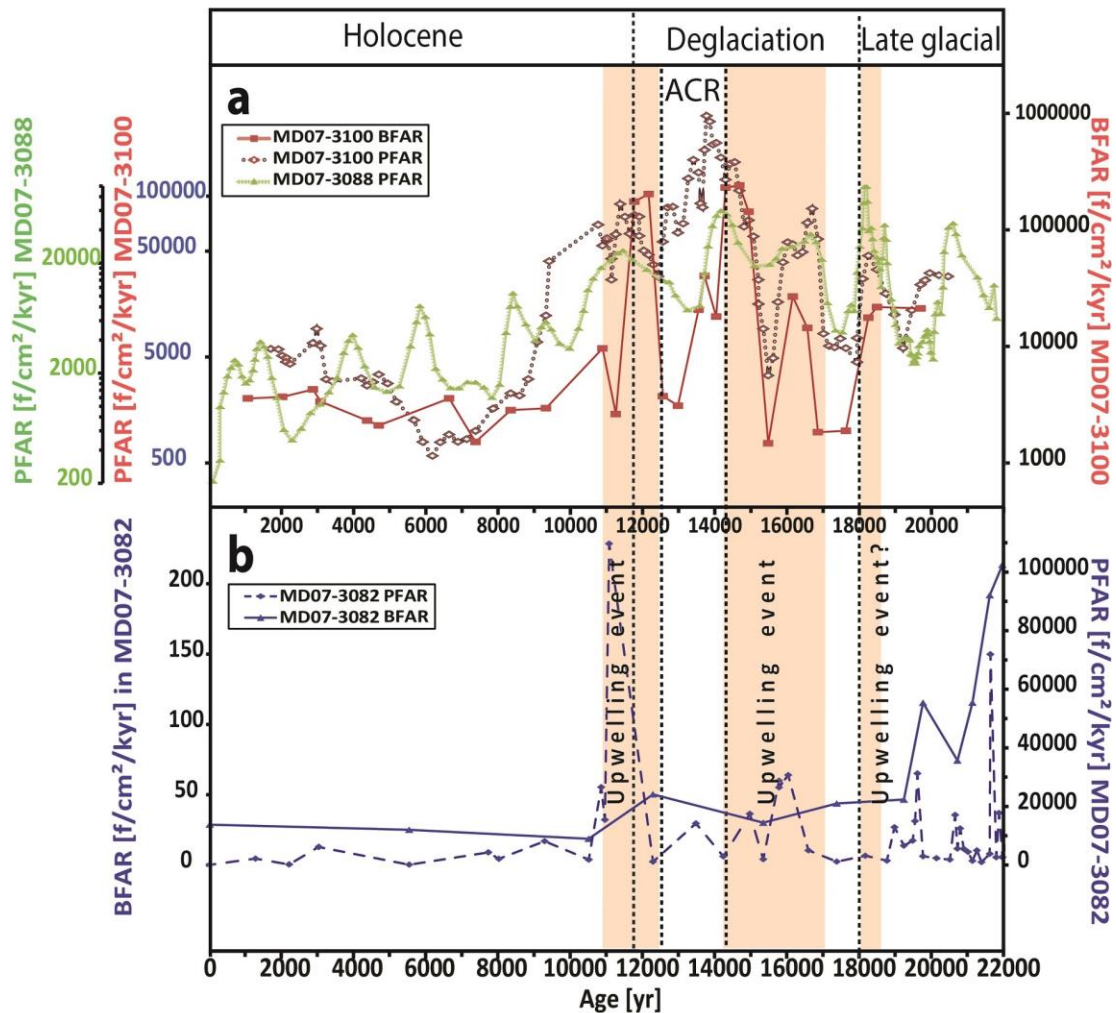 Holocene
Deglaciation
Late glacial
a
ACR
MD07-3100 BFAR
MD07-3100 PFAR
MD07-3088 PFAR
PFAR [f/cm²/kyr] MD07-3088
PFAR [f/cm²/kyr] MD07-3100
BFAR [f/cm²/kyr] MD07-3100
20000
2000
200
100000
50000
5000
500
1000000
100000
10000
1000
2000 4000 6000 8000 10000 12000 14000 16000 18000 20000
b
MD07-3082 PFAR
MD07-3082 BFAR
Upwelling event
Upwelling event
Upwelling event?
BFAR [f/cm²/kyr] in MD07-3082
PFAR [f/cm²/kyr] MD07-3082
200
150
100
50
0
100000
80000
60000
40000
20000
0
0 2000 4000 6000 8000 10000 12000 14000 16000 18000 20000 22000
Age [yr]